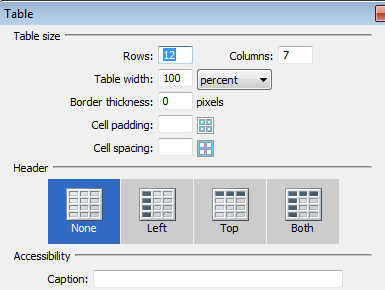 Table
Table size
Rows: 12 Columns: 7
Table width: 100 percent
Border thickness: 0 pixels
Cell padding:
Cell spacing:
Header
None Left Top Both
Accessibility
Caption: